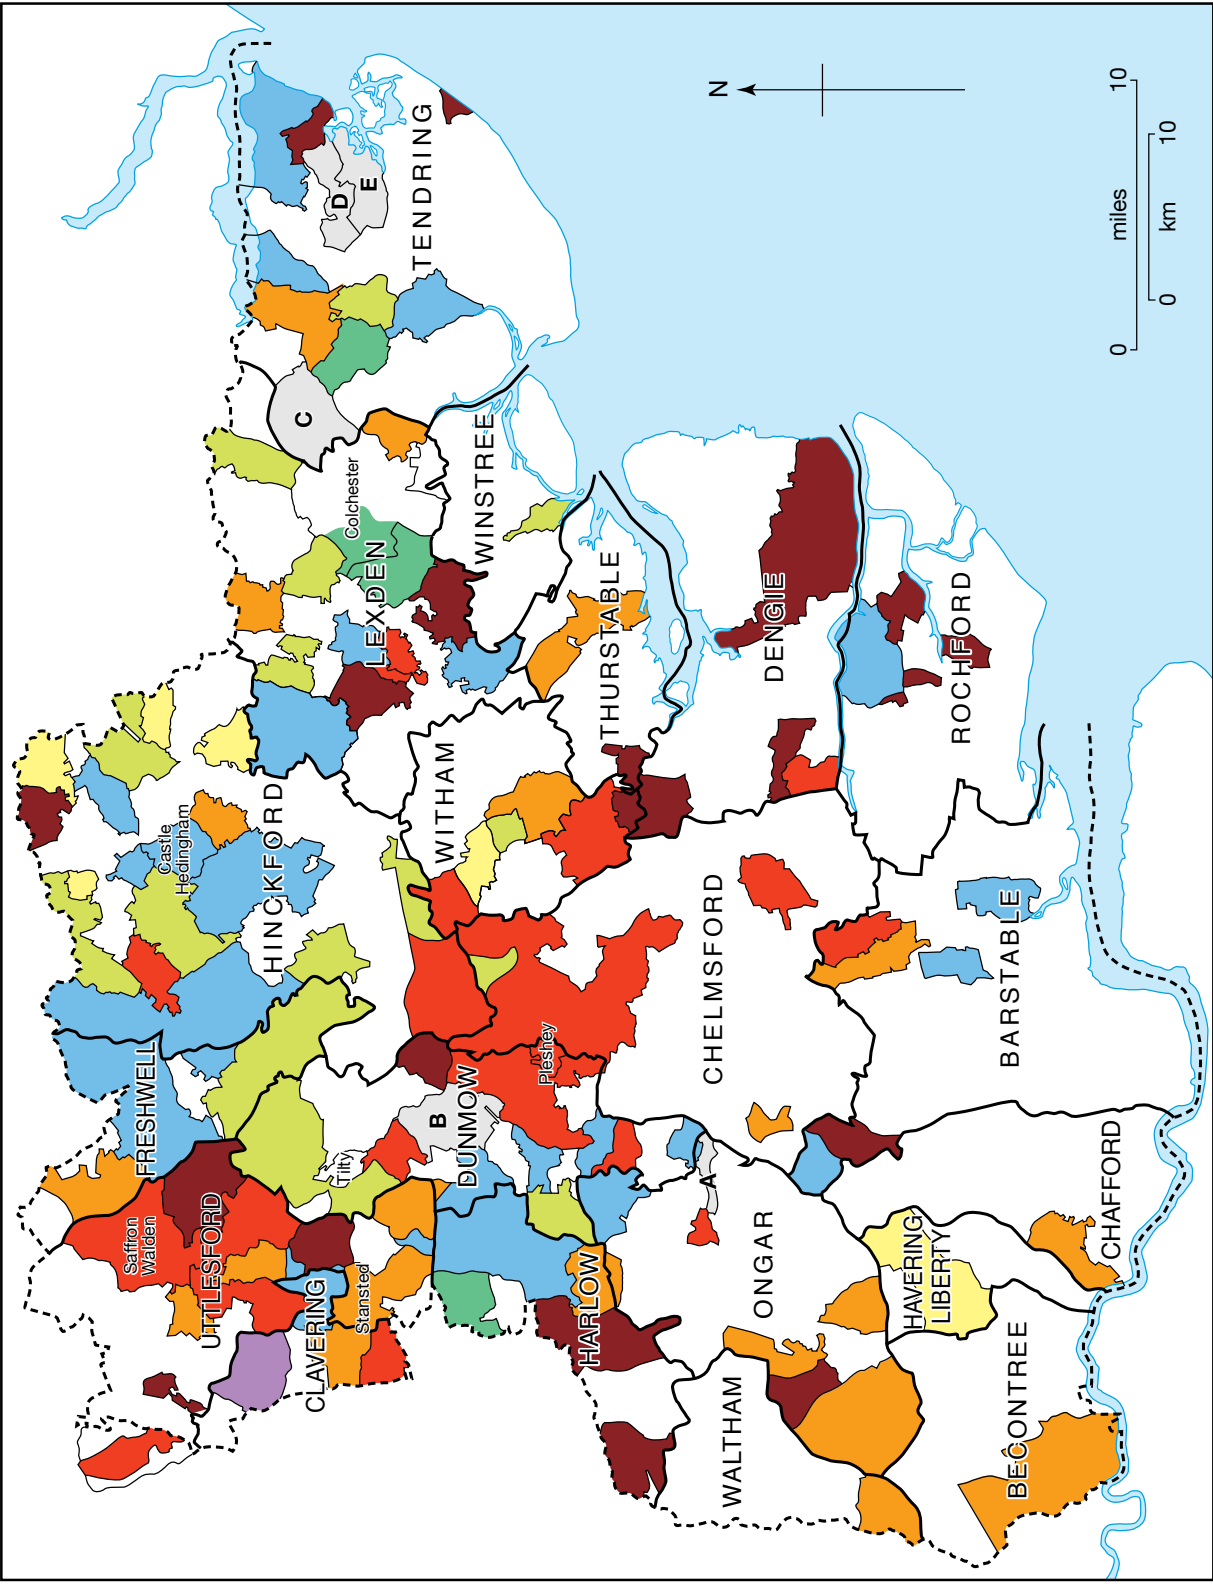 Saffron
Walden
FRESHWELL
Castle
Hedingham
UTTLESFORD
HINCKFORD
C
CLAVERING
D
Tilty
Colchester
Stansted
E
LEXDEN
TENDRING
B
WITHAM
DUNMOW
WINSTREE
Pleshey
HARLOW
THURSTABLE
A
CHELMSFORD
N
WALTHAM
ONGAR
DENGIE
HAVERING
LIBERTY
ROCHFORD
BECONTREE
BARSTABLE
CHAFFORD
0 miles 10
0 km 10